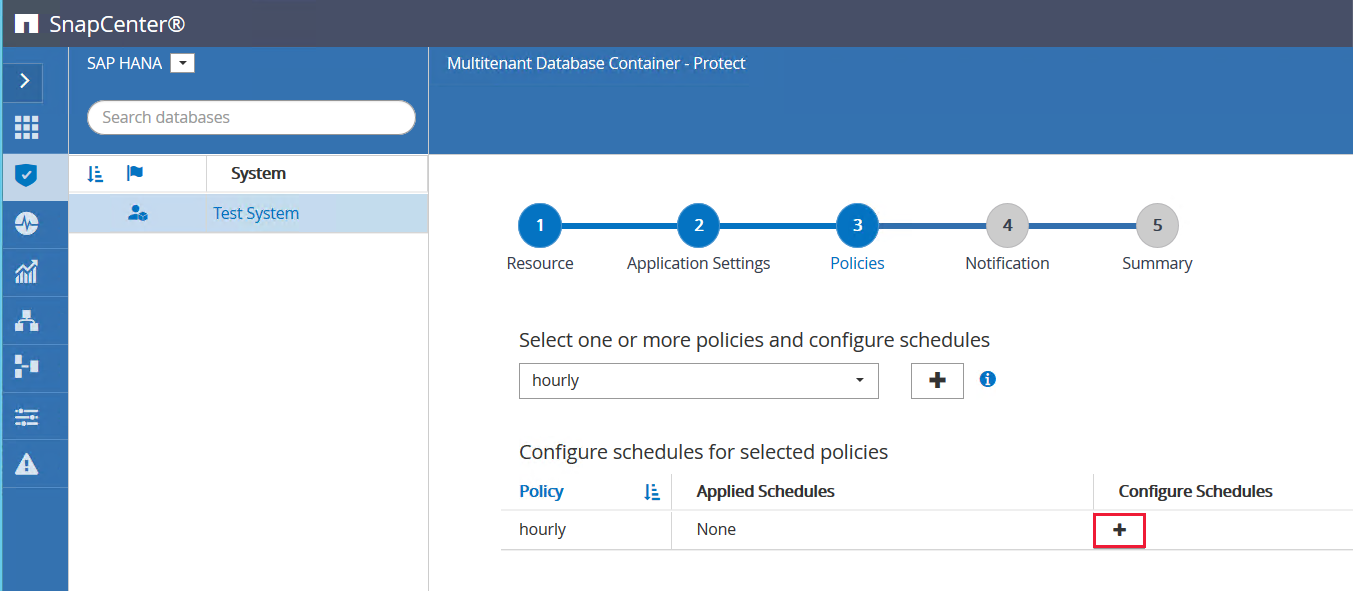 SnapCenter®
SAP HANA
Multitenant Database Container - Protect
Search databases
System
Test System
1 2 3 4 5
Resource Application Settings Policies Notification Summary
Select one or more policies and configure schedules
hourly
Configure schedules for selected policies
Policy Applied Schedules Configure Schedules
hourly None